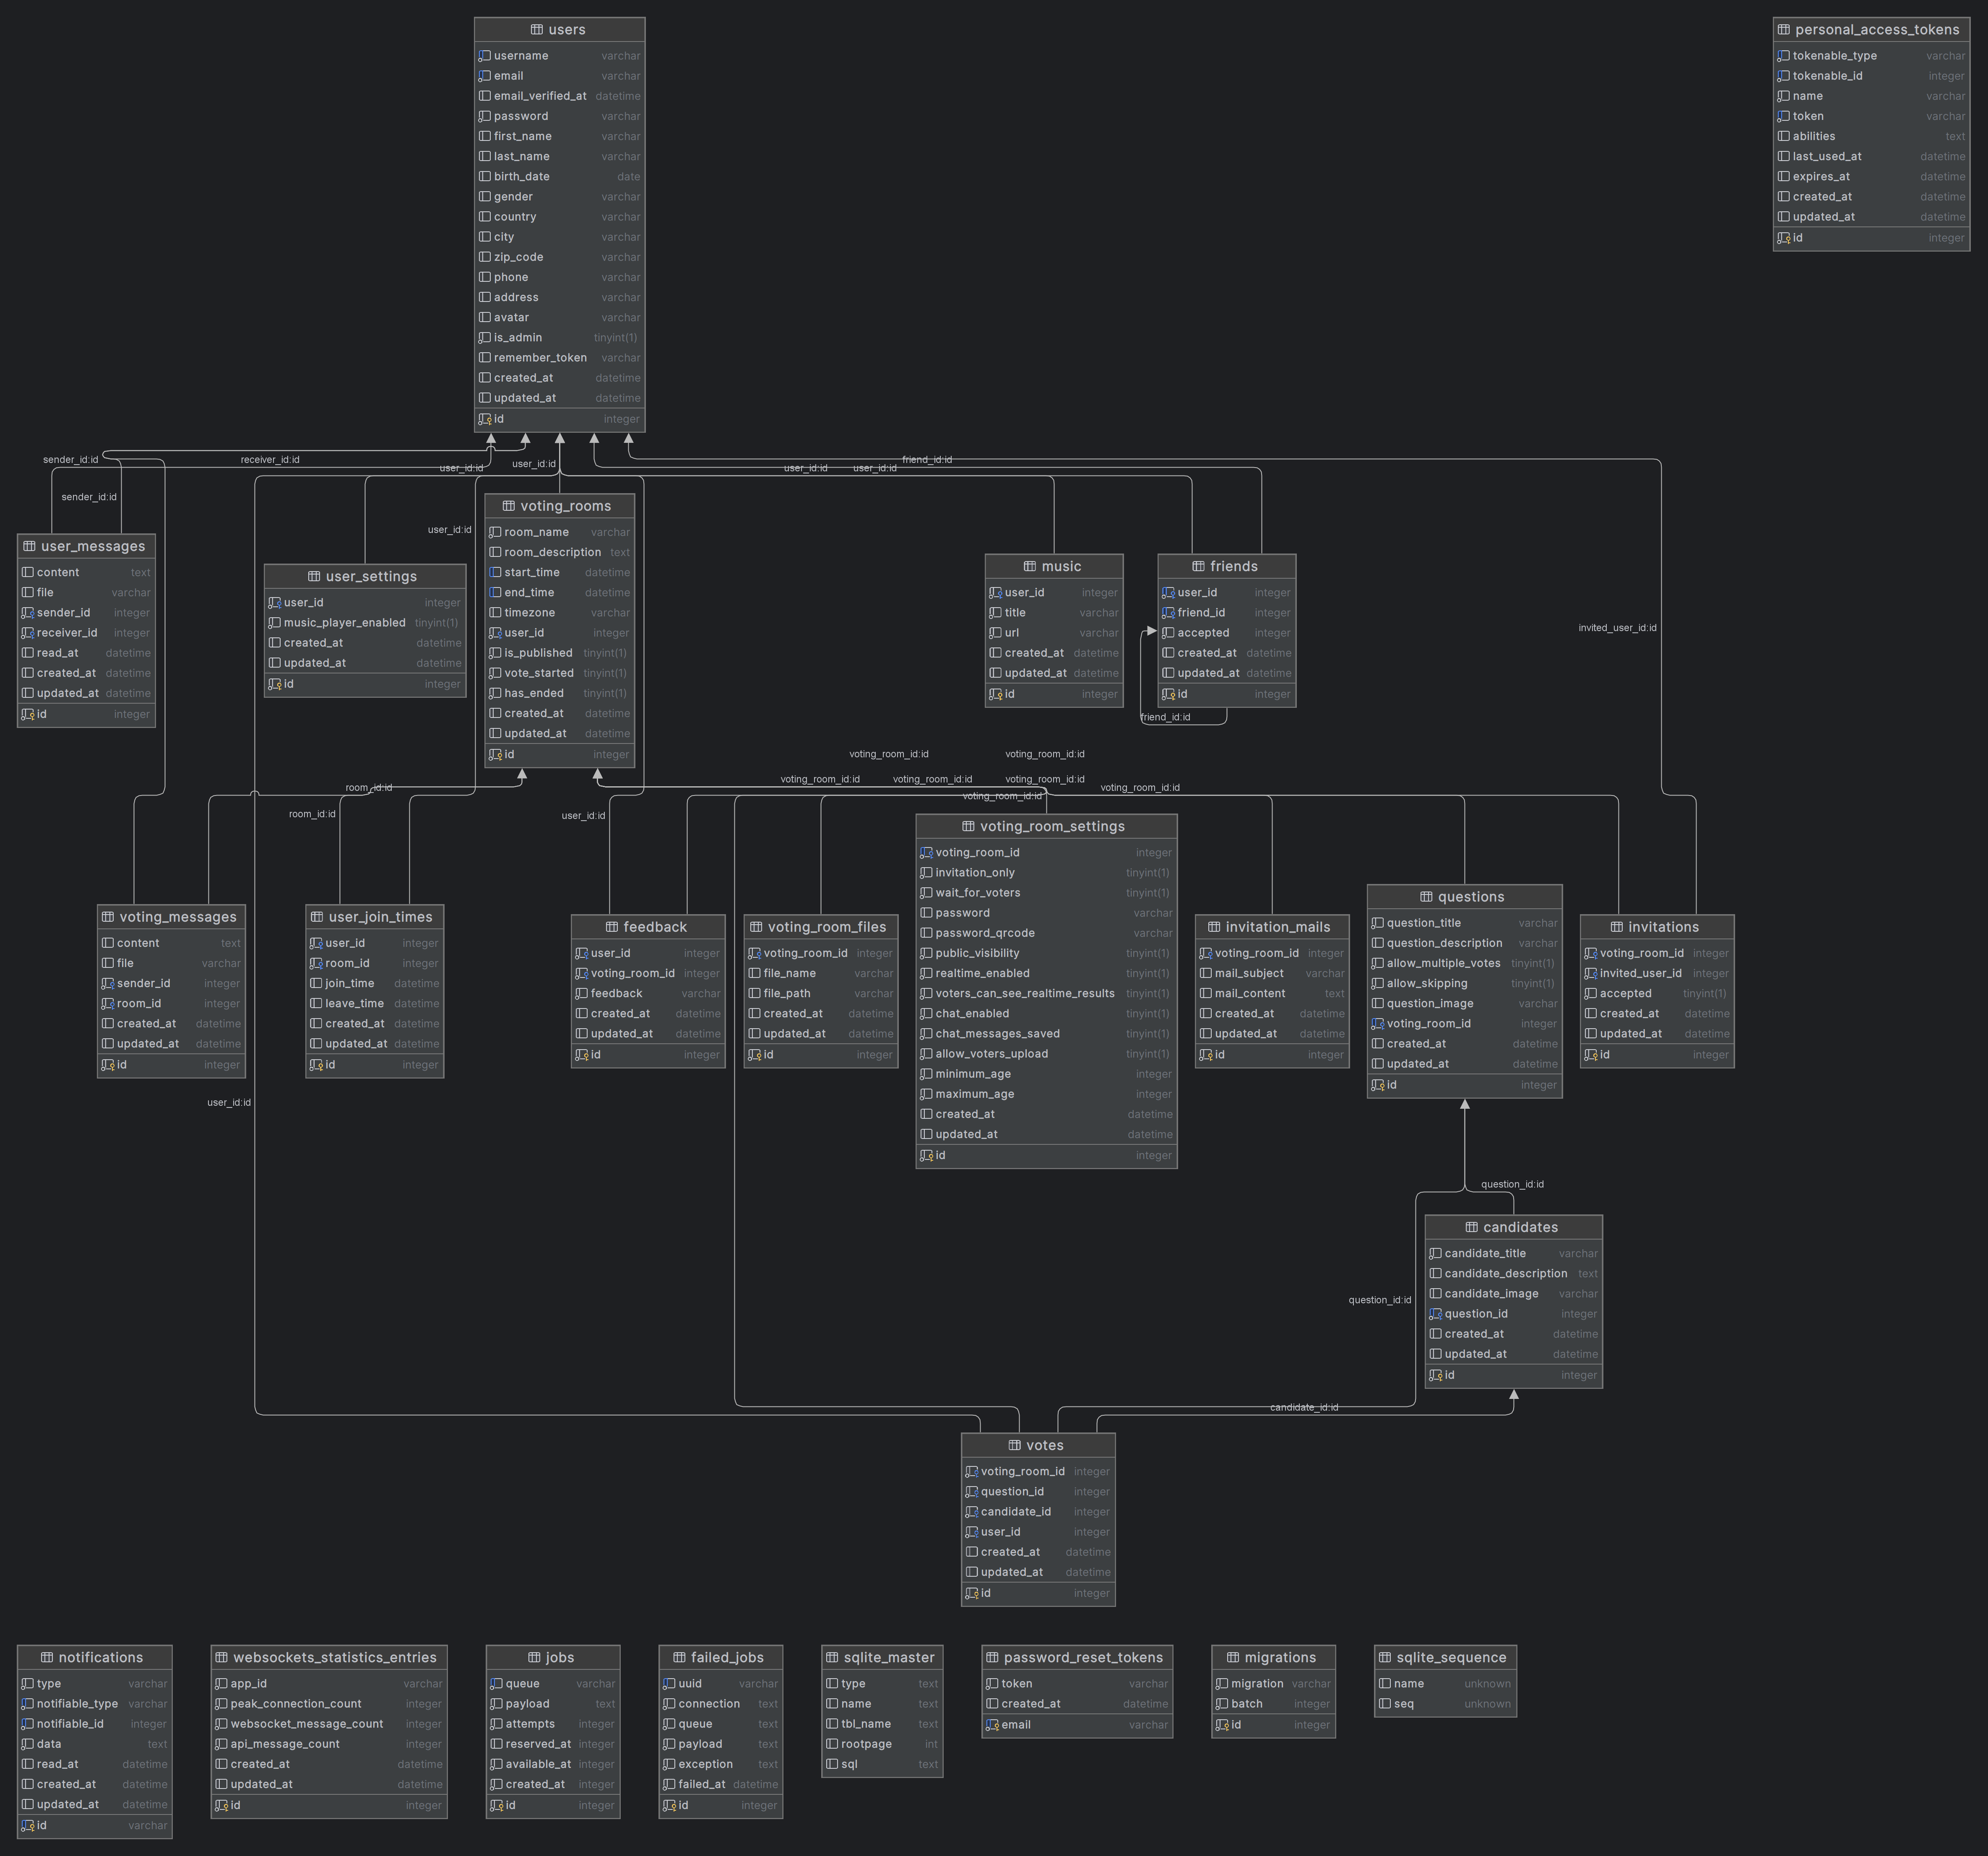 users
username varchar
email varchar
email_verified_at datetime
password varchar
first_name varchar
last_name varchar
birth_date date
gender varchar
country varchar
city varchar
zip_code varchar
phone varchar
address varchar
avatar varchar
is_admin tinyint(1)
remember_token varchar
created_at datetime
updated_at datetime
id integer
personal_access_tokens
tokenable_type varchar
tokenable_id integer
name varchar
token varchar
abilities text
last_used_at datetime
expires_at datetime
created_at datetime
updated_at datetime
id integer
sender_id:id
receiver_id:id
user_id:id
user_id:id
user_id:id
user_id:id
friend_id:id
sender_id:id
user_id:id
invited_user_id:id
user_messages
content text
file varchar
sender_id integer
receiver_id integer
read_at datetime
created_at datetime
updated_at datetime
id integer
user_settings
user_id integer
music_player_enabled tinyint(1)
created_at datetime
updated_at datetime
id integer
voting_rooms
room_name varchar
room_description text
start_time datetime
end_time datetime
timezone varchar
user_id integer
is_published tinyint(1)
vote_started tinyint(1)
has_ended tinyint(1)
created_at datetime
updated_at datetime
id integer
music
user_id integer
title varchar
url varchar
created_at datetime
updated_at datetime
id integer
friends
user_id integer
friend_id integer
accepted integer
created_at datetime
updated_at datetime
id integer
friend_id:id
voting_room_id:id
voting_room_id:id
voting_room_id:id
voting_room_id:id
voting_room_id:id
room_id:id
voting_room_id:id
voting_room_id:id
room_id:id
user_id:id
voting_messages
content text
file varchar
sender_id integer
room_id integer
created_at datetime
updated_at datetime
id integer
user_join_times
user_id integer
room_id integer
join_time datetime
leave_time datetime
created_at datetime
updated_at datetime
id integer
feedback
user_id integer
voting_room_id integer
feedback varchar
created_at datetime
updated_at datetime
id integer
voting_room_files
voting_room_id integer
file_name varchar
file_path varchar
created_at datetime
updated_at datetime
id integer
voting_room_settings
voting_room_id integer
invitation_only tinyint(1)
wait_for_voters tinyint(1)
password varchar
password_qrcode varchar
public_visibility tinyint(1)
realtime_enabled tinyint(1)
voters_can_see_realtime_results tinyint(1)
chat_enabled tinyint(1)
chat_messages_saved tinyint(1)
allow_voters_upload tinyint(1)
minimum_age integer
maximum_age integer
created_at datetime
updated_at datetime
id integer
invitation_mails
voting_room_id integer
mail_subject varchar
mail_content text
created_at datetime
updated_at datetime
id integer
questions
question_title varchar
question_description varchar
allow_multiple_votes tinyint(1)
allow_skipping tinyint(1)
question_image varchar
voting_room_id integer
created_at datetime
updated_at datetime
id integer
invitations
voting_room_id integer
invited_user_id integer
accepted tinyint(1)
created_at datetime
updated_at datetime
id integer
user_id:id
question_id:id
candidates
candidate_title varchar
candidate_description text
candidate_image varchar
question_id integer
created_at datetime
updated_at datetime
id integer
question_id:id
candidate_id:id
votes
voting_room_id integer
question_id integer
candidate_id integer
user_id integer
created_at datetime
updated_at datetime
id integer
notifications
type varchar
notifiable_type varchar
notifiable_id integer
data text
read_at datetime
created_at datetime
updated_at datetime
id varchar
websockets_statistics_entries
app_id varchar
peak_connection_count integer
websocket_message_count integer
api_message_count integer
created_at datetime
updated_at datetime
id integer
jobs
queue varchar
payload text
attempts integer
reserved_at integer
available_at integer
created_at integer
id integer
failed_jobs
uuid varchar
connection text
queue text
payload text
exception text
failed_at datetime
id integer
sqlite_master
type text
name text
tbl_name text
rootpage int
sql text
password_reset_tokens
token varchar
created_at datetime
email varchar
migrations
migration varchar
batch integer
id integer
sqlite_sequence
name unknown
seq unknown